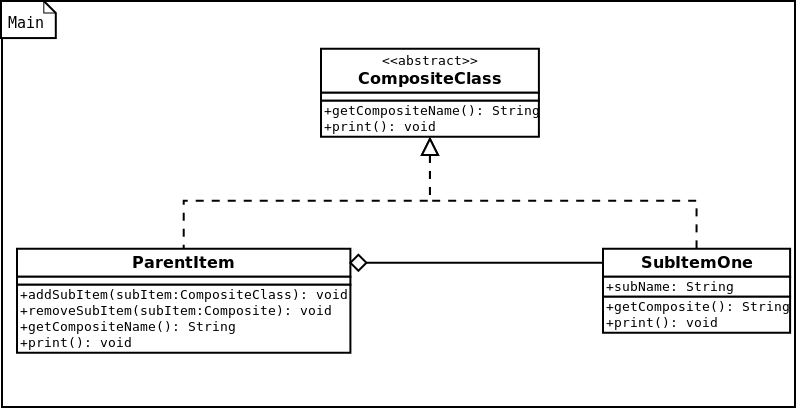 Main
<<abstract>>
CompositeClass
+getCompositeName(): String
+print(): void
ParentItem
+addSubItem(subItem:CompositeClass): void
+removeSubItem(subItem:Composite): void
+getCompositeName(): String
+print(): void
SubItemOne
+subName: String
+getComposite(): String
+print(): void